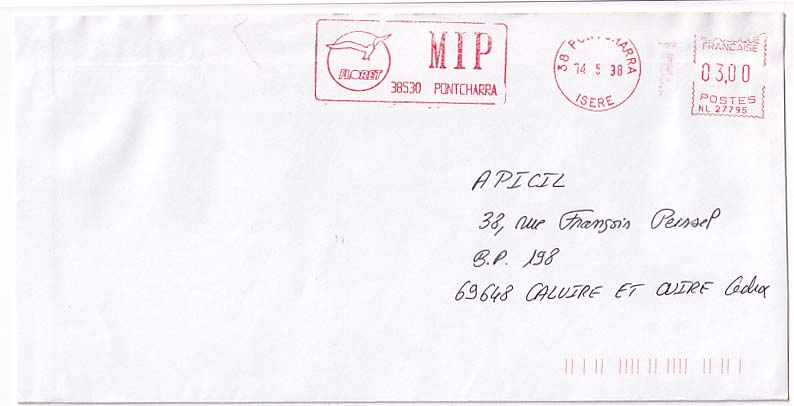 FLORET
MIP
38530 PONTCHARRA
38 PONTCHARRA
14 5 98
ISERE
REPUBLIQUE
FRANCAISE
03,00
POSTES
NL 27795
APICIL
38, rue François Peissel
B.P. 198
69648 CALUIRE ET CUIRE Cedex